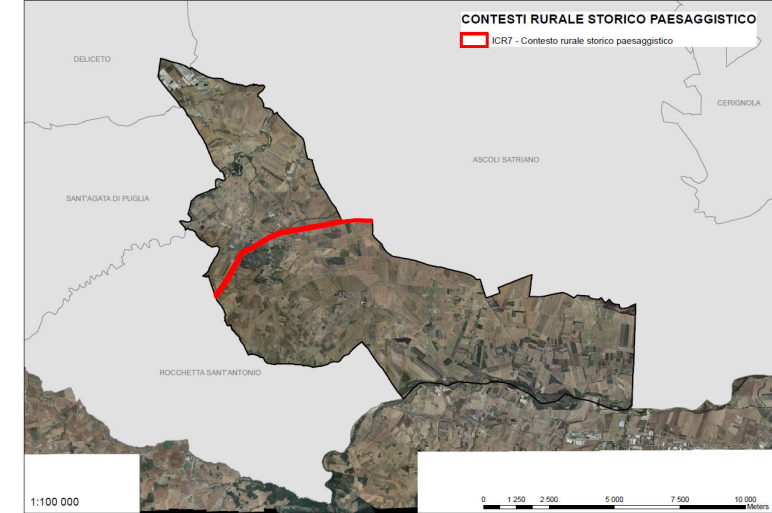 CONTESTI RURALE STORICO PAESAGGISTICO
ICR7 - Contesto rurale storico paesaggistico
DELICETO
CERIGNOLA
ASCOLI SATRIANO
SANT'AGATA DI PUGLIA
ROCCHETTA SANT'ANTONIO
1:100 000
0 1 250 2 500 5 000 7 500 10 000
Meters